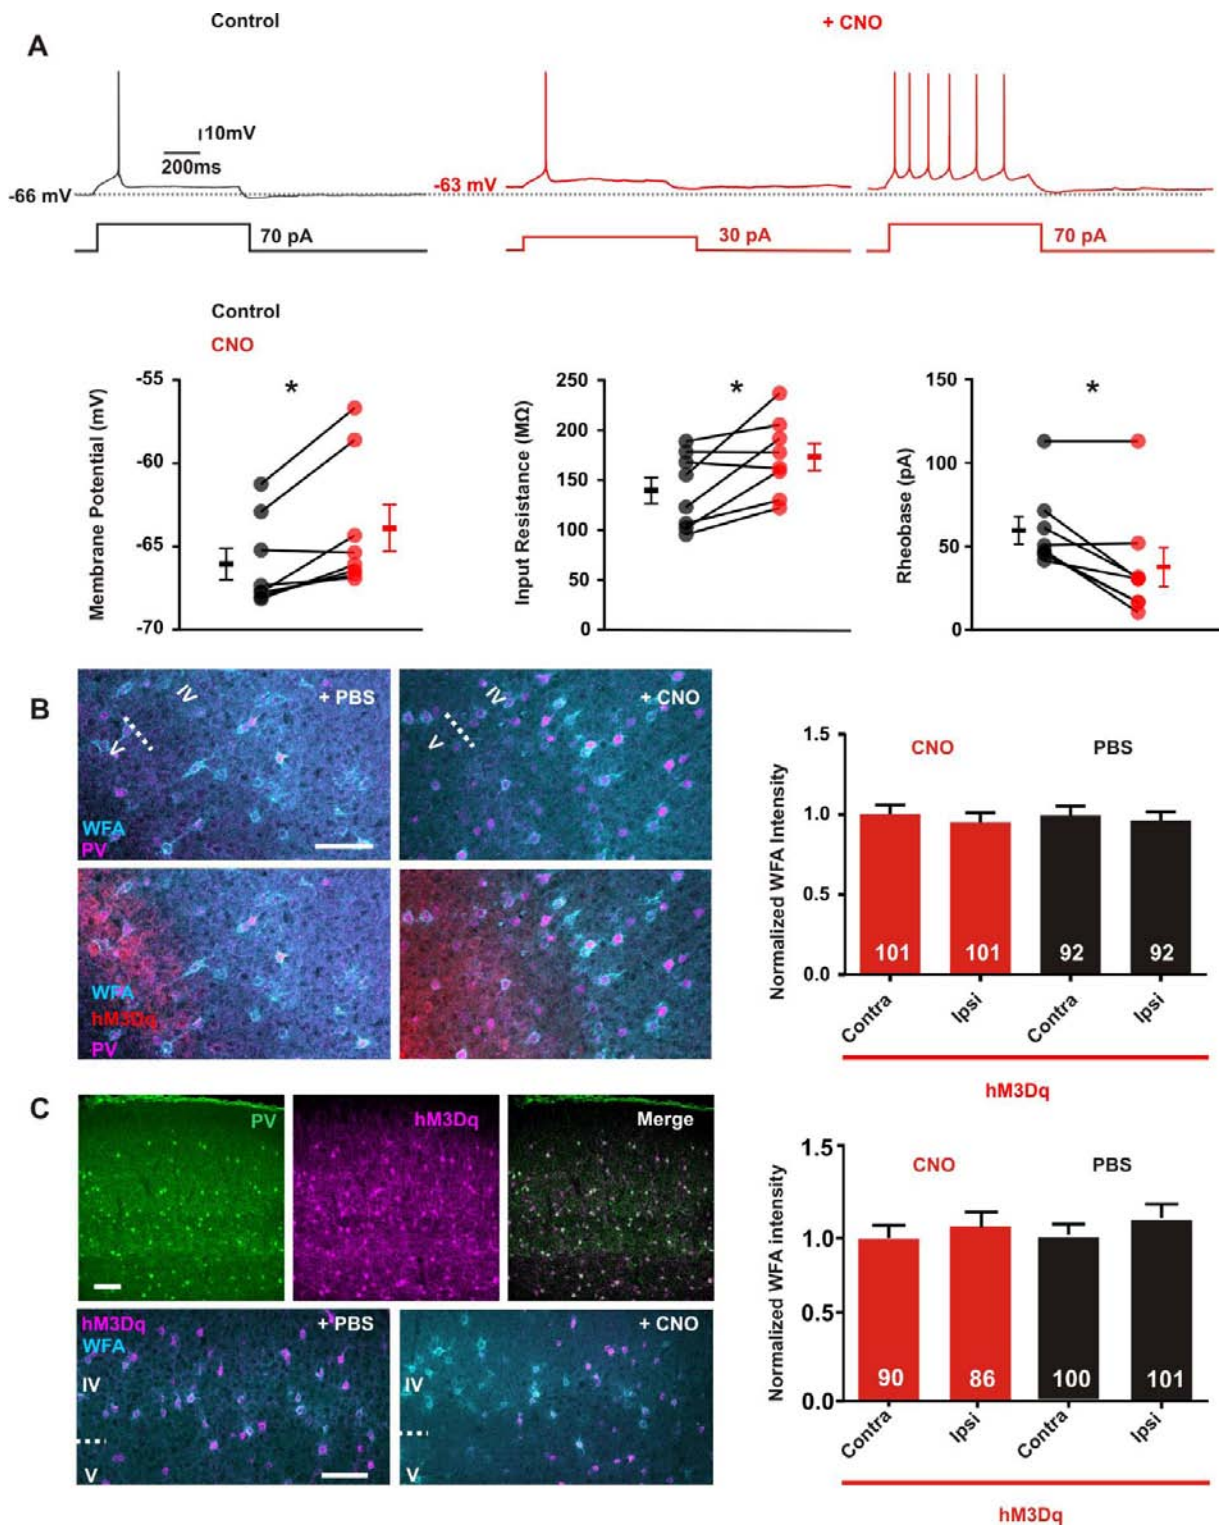 Control
+ CNO
A
10mV
200ms
-66 mV
-63 mV
70 pA
30 pA
70 pA
Control
CNO
Membrane Potential (mV)
-55
-60
-65
-70
*
Input Resistance (MΩ)
250
200
150
100
50
0
*
Rheobase (pA)
150
100
50
0
*
B
IV
V
+ PBS
WFA
PV
IV
V
+ CNO
WFA
hM3Dq
PV
Normalized WFA Intensity
1.5
1.0
0.5
0.0
CNO
PBS
101
101
92
92
Contra
Ipsi
Contra
Ipsi
hM3Dq
C
PV
hM3Dq
Merge
hM3Dq
WFA
+ PBS
IV
V
+ CNO
IV
V
Normalized WFA intensity
1.5
1.0
0.5
0.0
CNO
PBS
90
86
100
101
Contra
Ipsi
Contra
Ipsi
hM3Dq